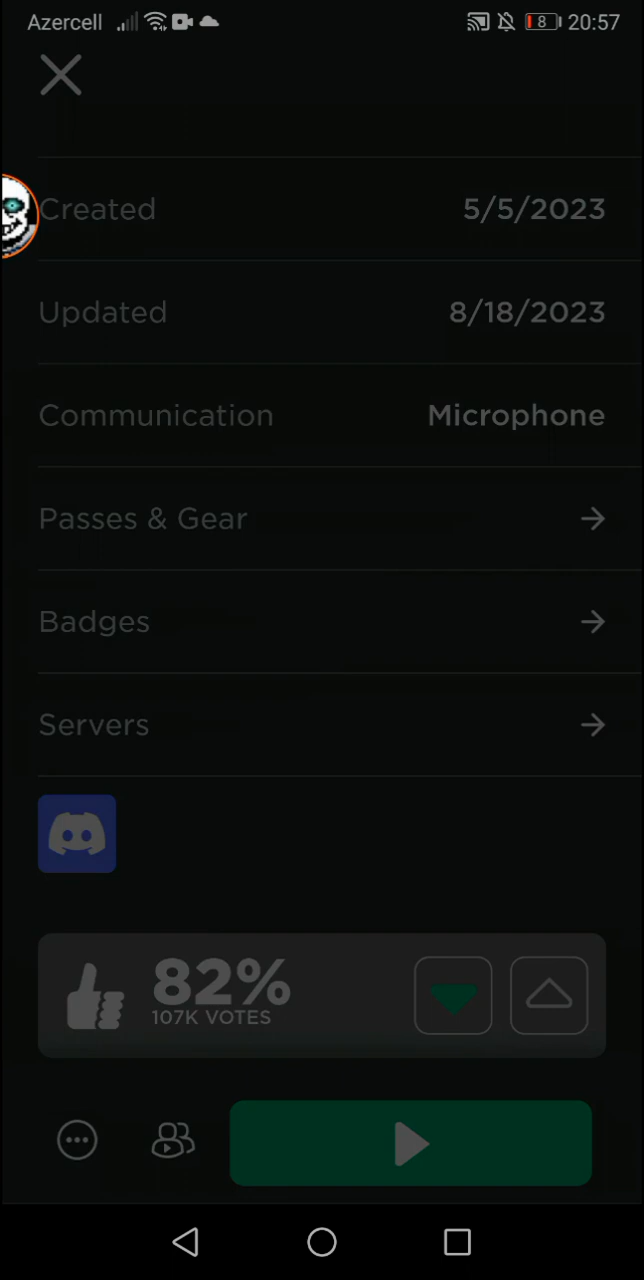 Azercell 8 20:57
Created 5/5/2023
Updated 8/18/2023
Communication Microphone
Passes & Gear
Badges
Servers
82%
107K VOTES